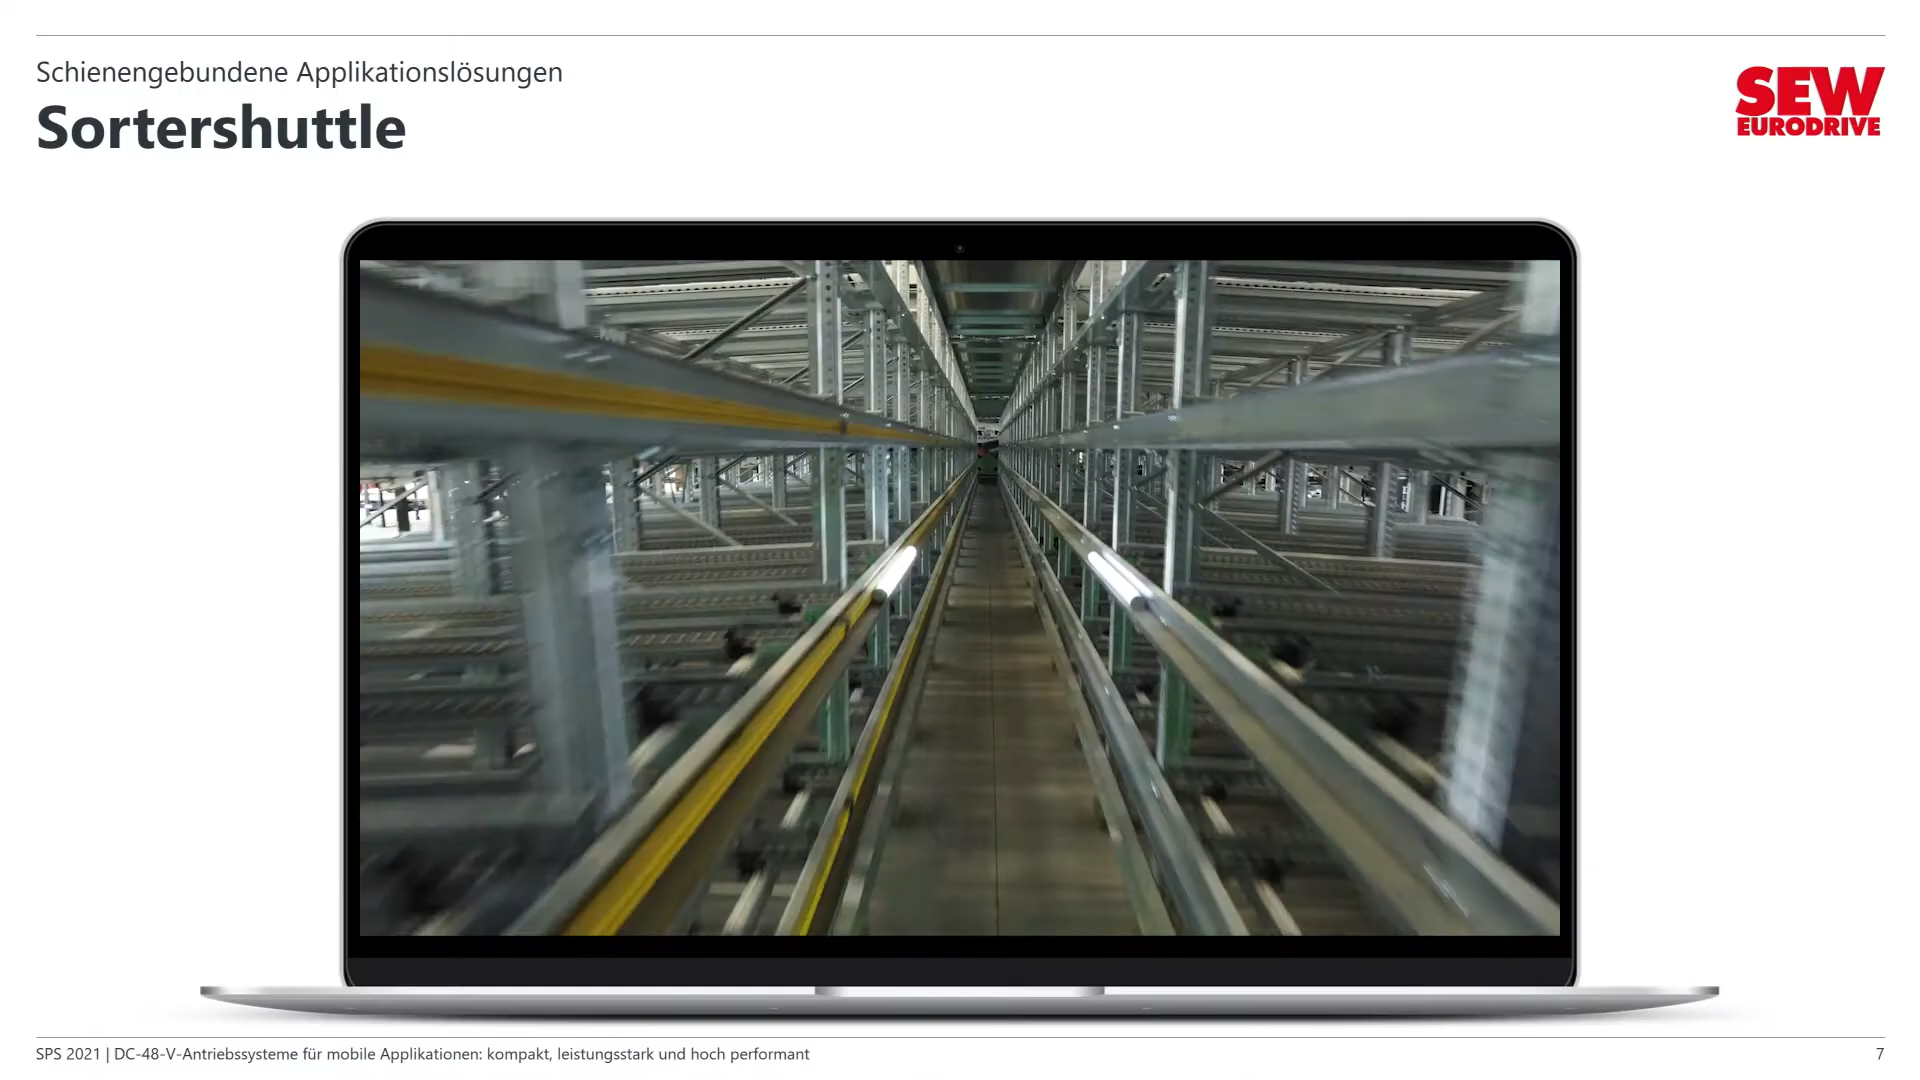 Schienengebundene Applikationslösungen
Sortershuttle
SEW
EURODRIVE
SPS 2021 | DC-48-V-Antriebssysteme für mobile Applikationen: kompakt, leistungsstark und hoch performant
7